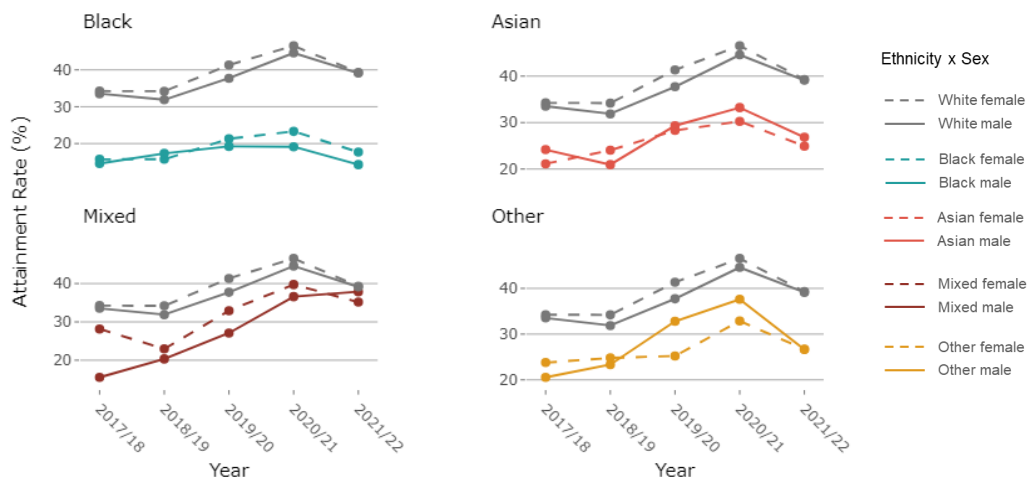 Black
Asian
40
30
20
40
30
20
Mixed
Other
40
30
20
40
30
20
2017/18
2018/19
2019/20
2020/21
2021/22
2017/18
2018/19
2019/20
2020/21
2021/22
Year
Year
Attainment Rate (%)
Ethnicity x Sex
White female
White male
Black female
Black male
Asian female
Asian male
Mixed female
Mixed male
Other female
Other male